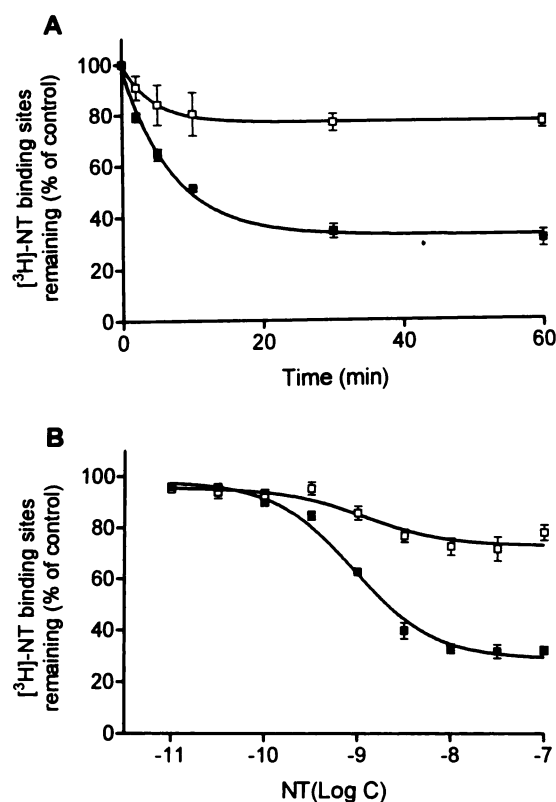 A
[³H]-NT binding sites
remaining (% of control)
100
80
60
40
20
0
0
20
40
60
Time (min)
B
[³H]-NT binding sites
remaining (% of control)
100
80
60
40
20
0
-11
-10
-9
-8
-7
NT(Log C)